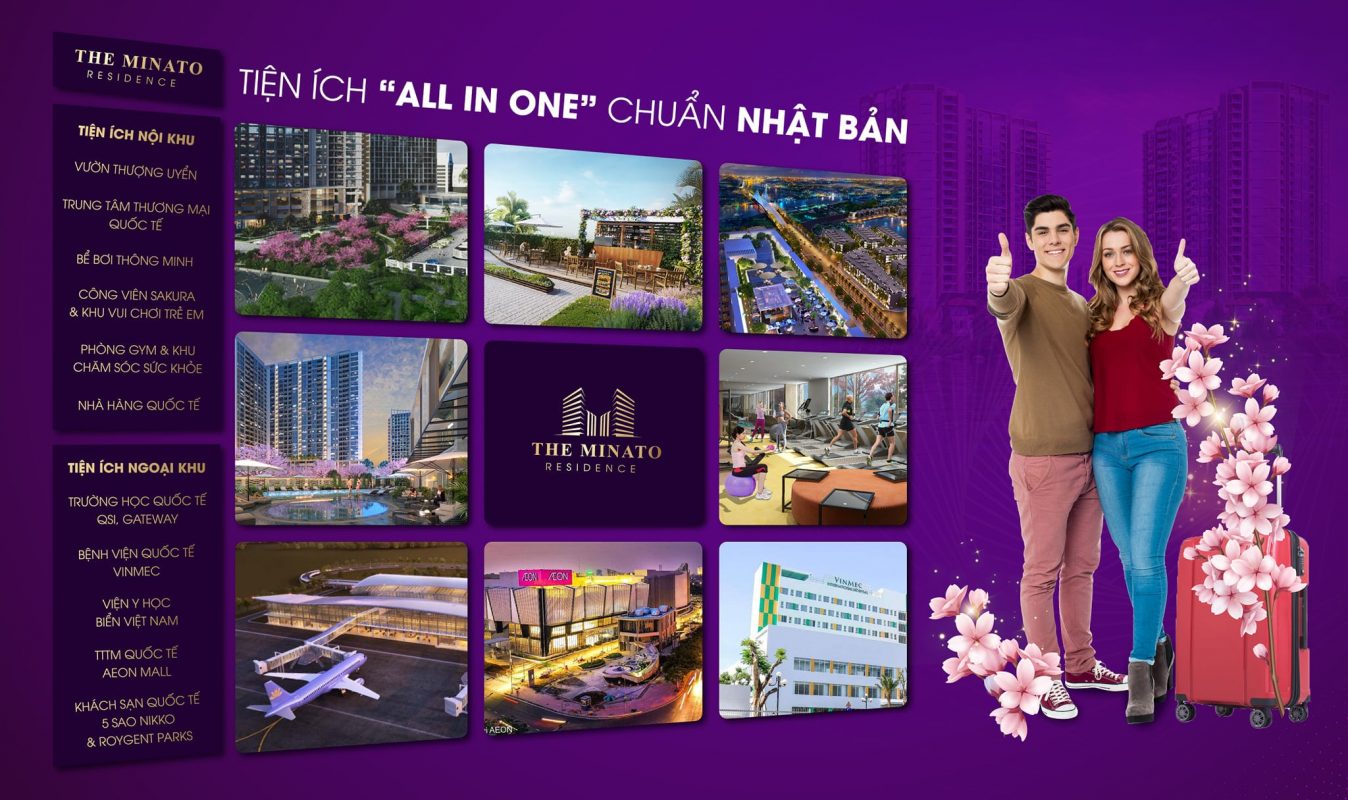 THE MINATO
RESIDENCE
TIỆN ÍCH “ALL IN ONE” CHUẨN NHẬT BẢN
TIỆN ÍCH NỘI KHU
VƯỜN THƯỢNG UYỂN
TRUNG TÂM THƯƠNG MẠI
QUỐC TẾ
BỂ BƠI THÔNG MINH
CÔNG VIÊN SAKURA
& KHU VUI CHƠI TRẺ EM
PHÒNG GYM & KHU
CHĂM SÓC SỨC KHỎE
NHÀ HÀNG QUỐC TẾ
TIỆN ÍCH NGOẠI KHU
TRƯỜNG HỌC QUỐC TẾ
QSI, GATEWAY
BỆNH VIỆN QUỐC TẾ
VINMEC
VIỆN Y HỌC
BIỂN VIỆT NAM
TTTM QUỐC TẾ
AEON MALL
KHÁCH SẠN QUỐC TẾ
5 SAO NIKKO
& ROYGENT PARKS
THE MINATO
RESIDENCE
AEON AEON
AEON
VINMEC
INTERNATIONAL HOSPITAL